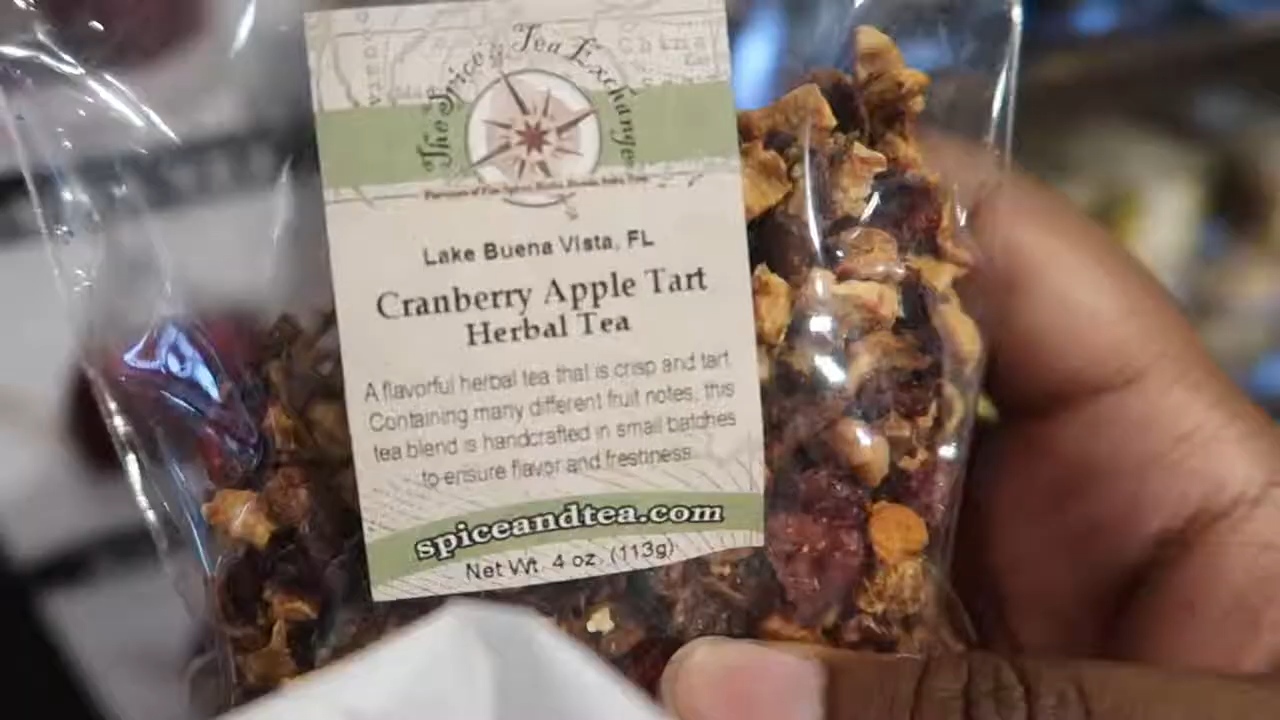 The Spice & Tea Exchange
China
Lake Buena Vista, FL
Cranberry Apple Tart
Herbal Tea
A flavorful herbal tea that is crisp and tart.
Containing many different fruit notes, this
tea blend is handcrafted in small batches
to ensure flavor and freshness.
spiceandtea.com
Net Wt. 4 oz. (113g)